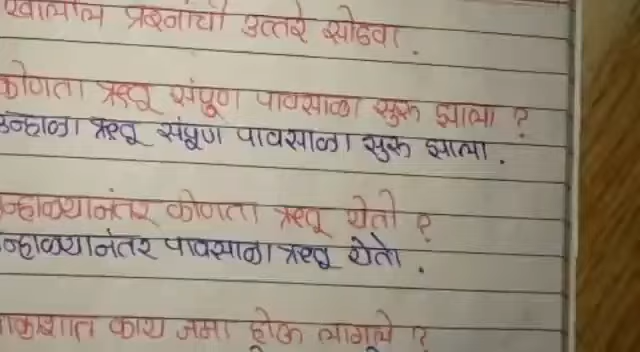 खालील प्रश्नांची उत्तरे सोडवा.
कोणता ऋतू संपूण पावसाळा सुरू झाला ?
उन्हाळा ऋतू संपूण पावसाळा सुरू झाला.
उन्हाळ्यानंतर कोणता ऋतू येतो ?
उन्हाळ्यानंतर पावसाळा ऋतू येतो.
आकाशात काय जमा होऊ लागले ?